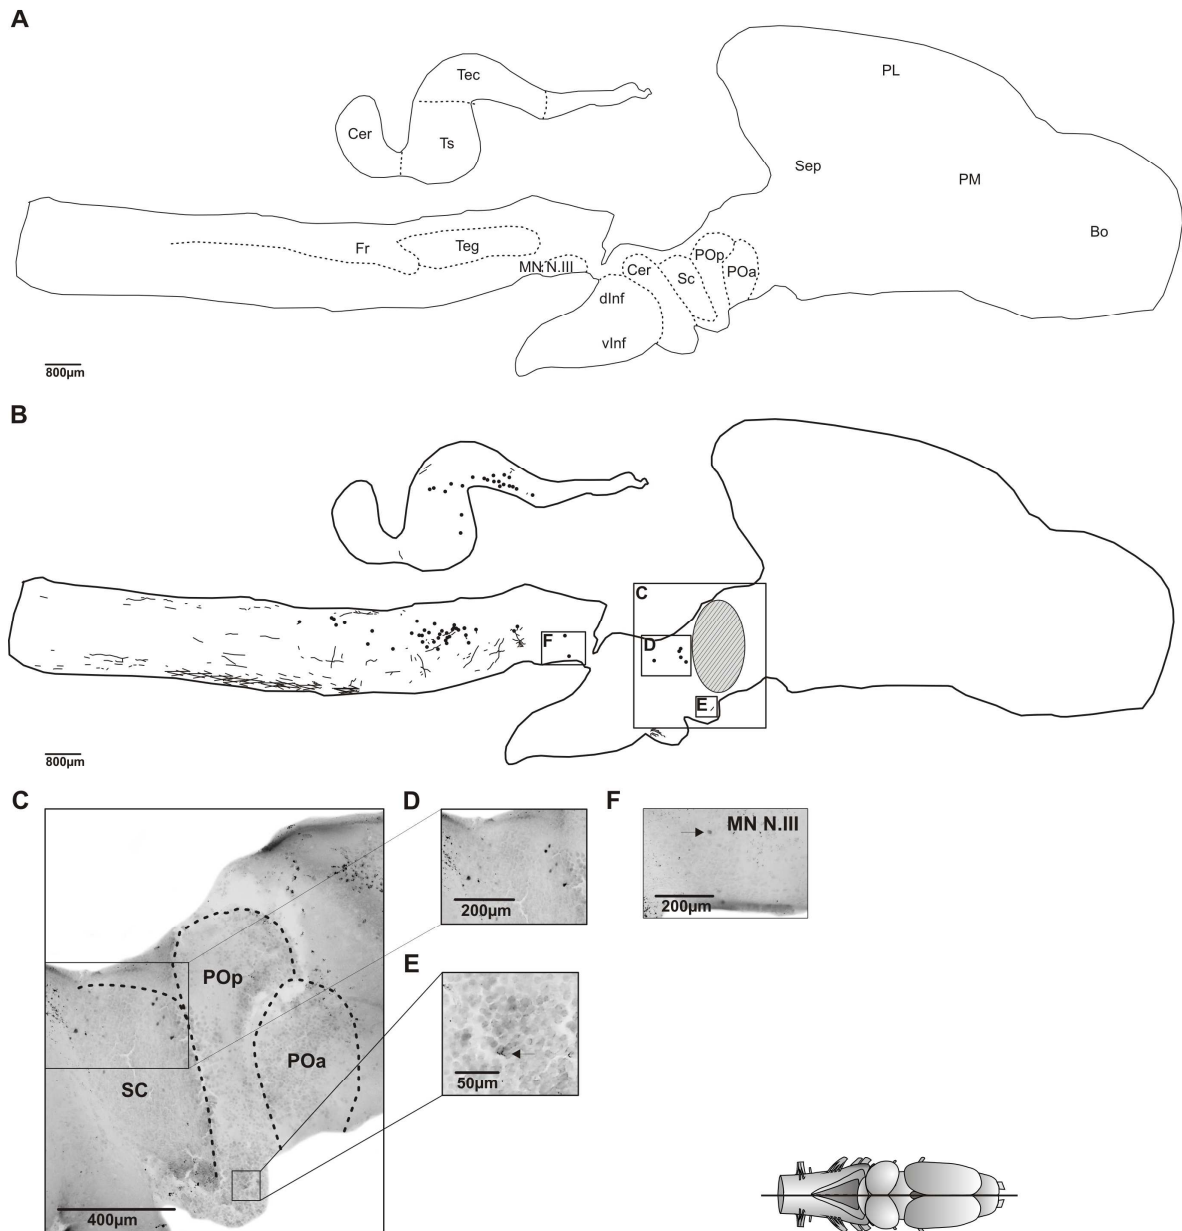 A
Tec
PL
Cer
Ts
Sep
PM
Bo
Fr
Teg
MN N.III
Cer
POp
Sc
POa
dInf
vInf
800µm
B
C
F
D
E
800µm
C
D
F
MN N.III
200µm
200µm
POp
E
POa
SC
50µm
400µm